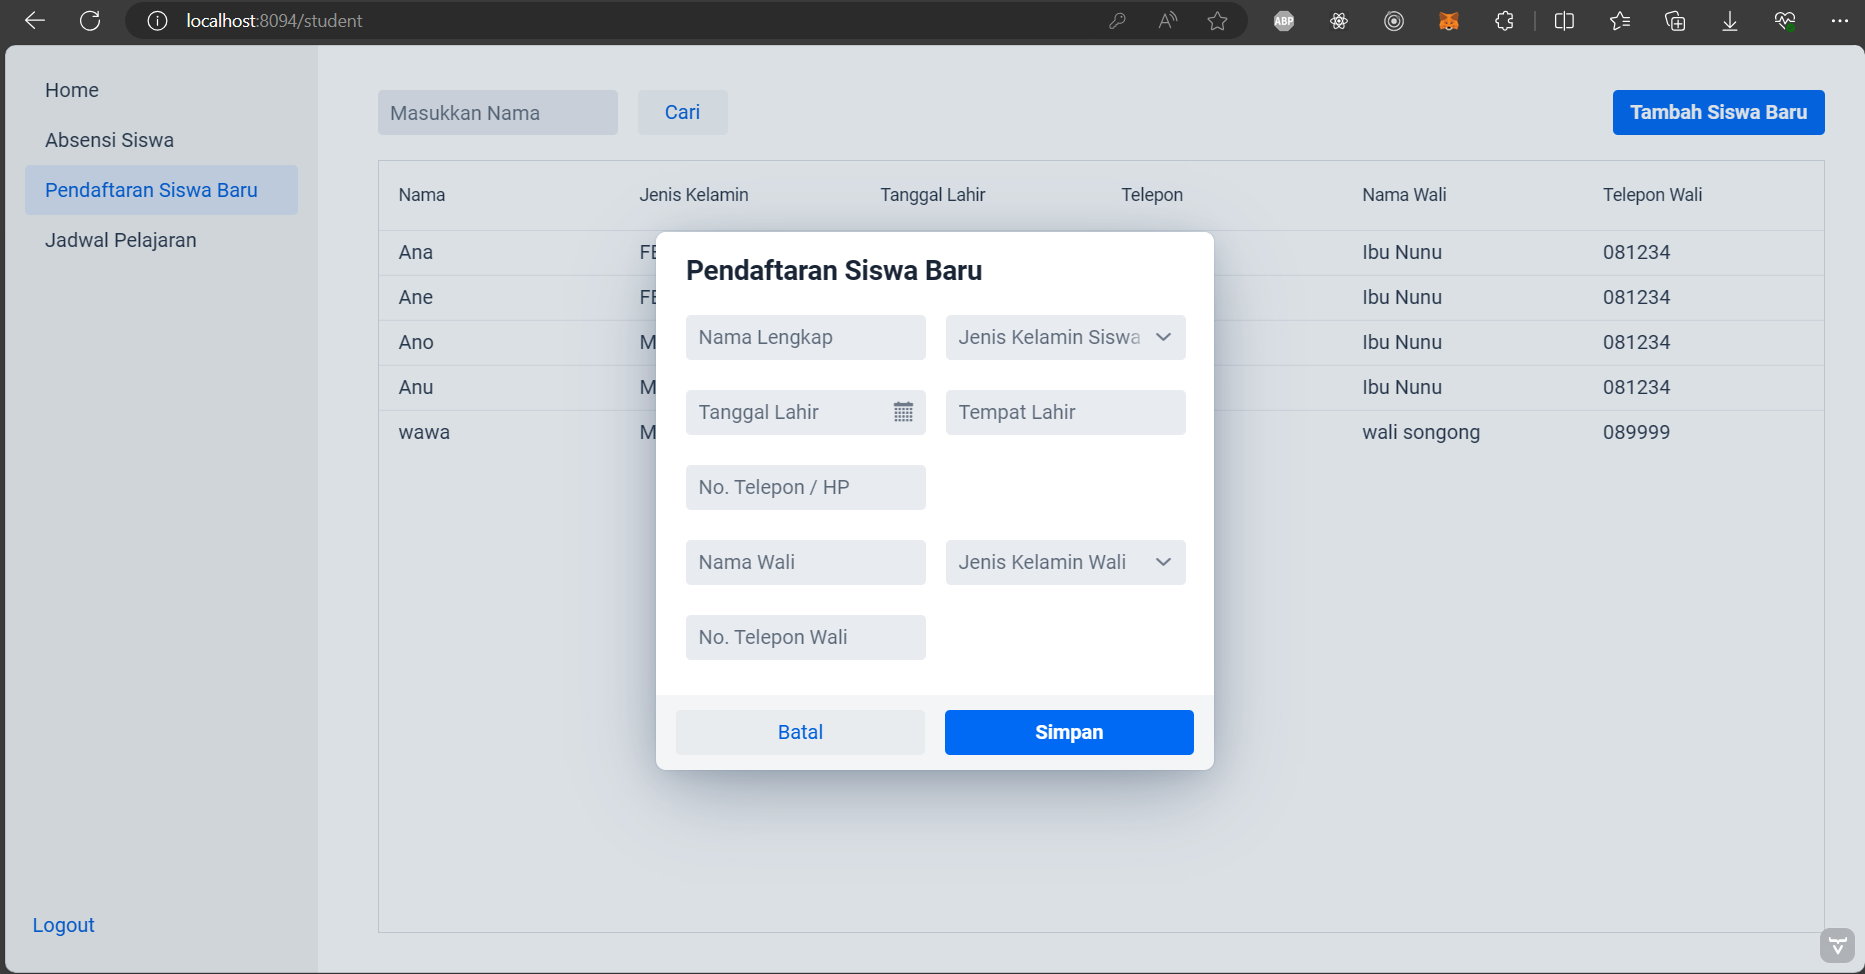 localhost:8094/student
ABP
Home
Absensi Siswa
Pendaftaran Siswa Baru
Jadwal Pelajaran
Logout
Masukkan Nama
Cari
Tambah Siswa Baru
Nama Jenis Kelamin Tanggal Lahir Telepon Nama Wali Telepon Wali
Ana FE Ibu Nunu 081234
Ane FE Ibu Nunu 081234
Ano M Ibu Nunu 081234
Anu M Ibu Nunu 081234
wawa M wali songong 089999
Pendaftaran Siswa Baru
Nama Lengkap Jenis Kelamin Siswa
Tanggal Lahir Tempat Lahir
No. Telepon / HP
Nama Wali Jenis Kelamin Wali
No. Telepon Wali
Batal Simpan